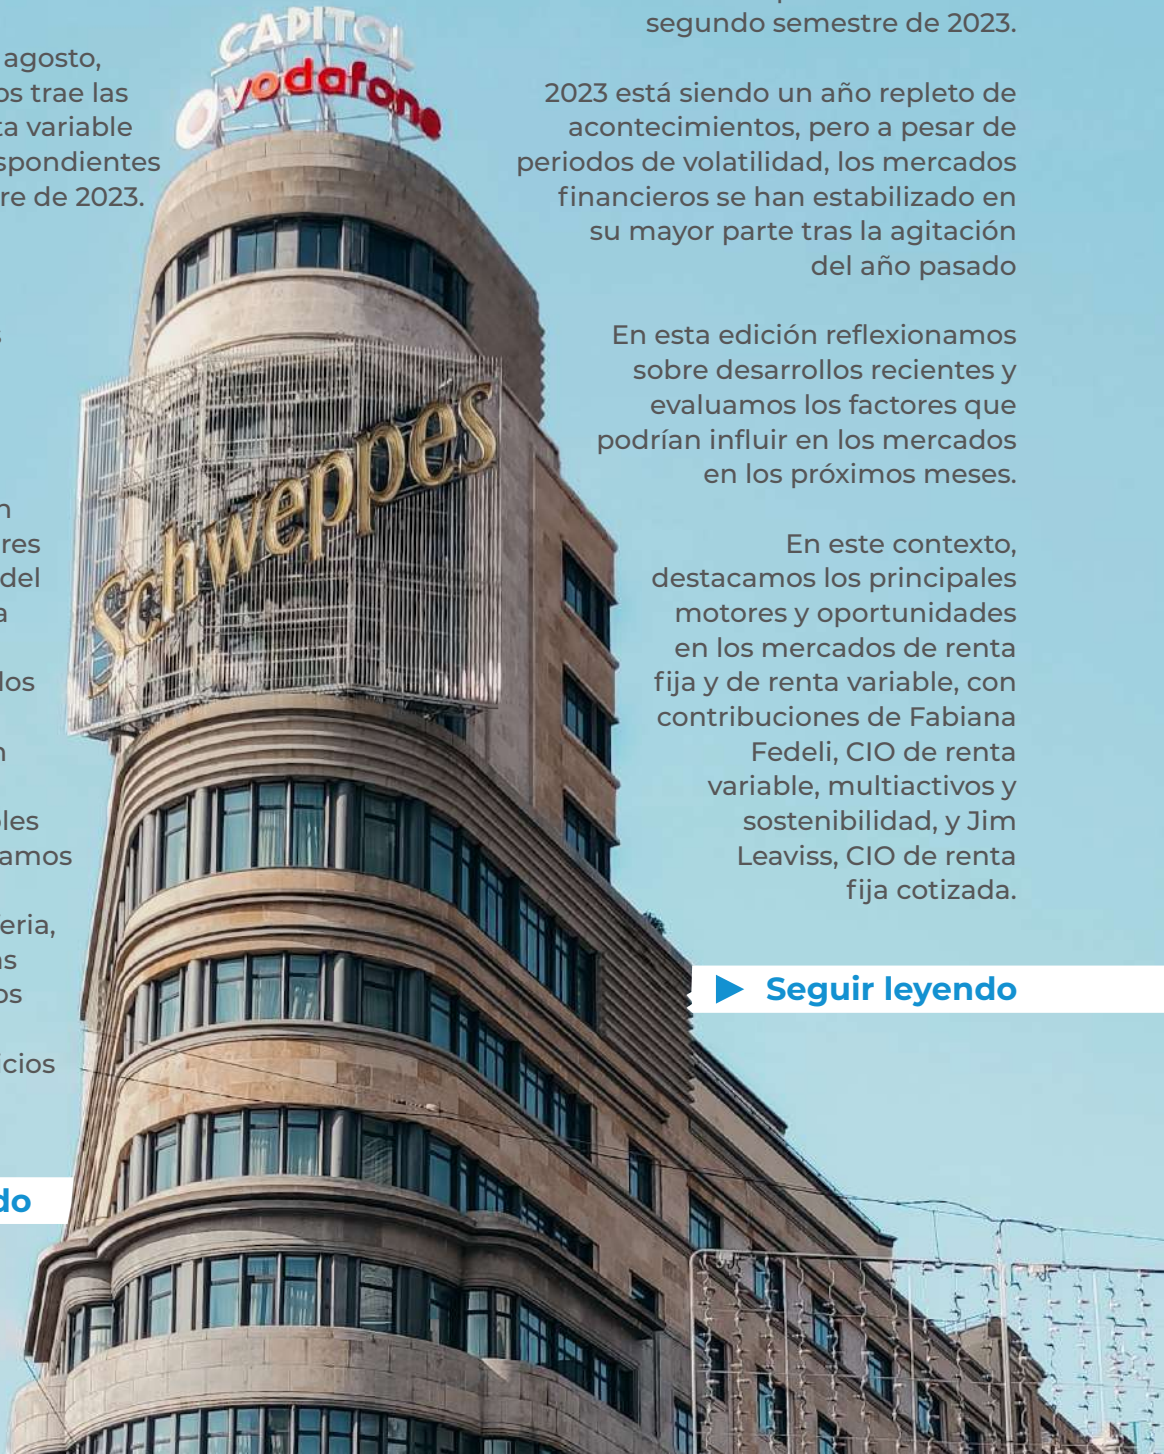 agosto,
os trae las
ta variable
spondientes
re de 2023.
s
n
res
del
a
los
n
les
amos
eria,
as
os
icios
do
CAPITOL
vodafone
Schweppes
segundo semestre de 2023.
2023 está siendo un año repleto de
acontecimientos, pero a pesar de
periodos de volatilidad, los mercados
financieros se han estabilizado en
su mayor parte tras la agitación
del año pasado
En esta edición reflexionamos
sobre desarrollos recientes y
evaluamos los factores que
podrían influir en los mercados
en los próximos meses.
En este contexto,
destacamos los principales
motores y oportunidades
en los mercados de renta
fija y de renta variable, con
contribuciones de Fabiana
Fedeli, CIO de renta
variable, multiactivos y
sostenibilidad, y Jim
Leaviss, CIO de renta
fija cotizada.
Seguir leyendo